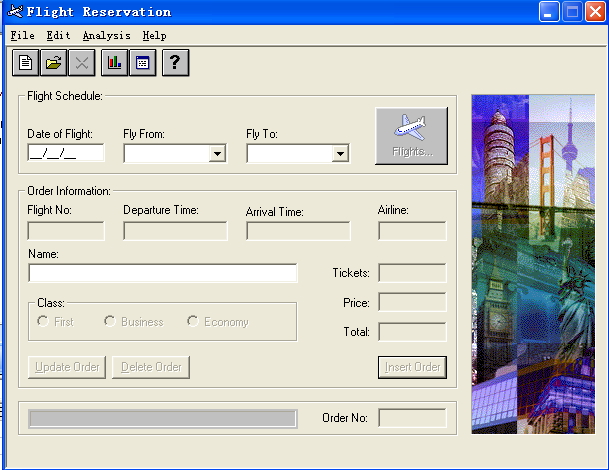 Flight Reservation
File Edit Analysis Help
?
Flight Schedule:
Date of Flight: Fly From: Fly To:
__/__/__
Flights...
Order Information:
Flight No: Departure Time: Arrival Time: Airline:
Name:
Tickets:
Class:
Price:
First Business Economy
Total:
Update Order Delete Order Insert Order
Order No: